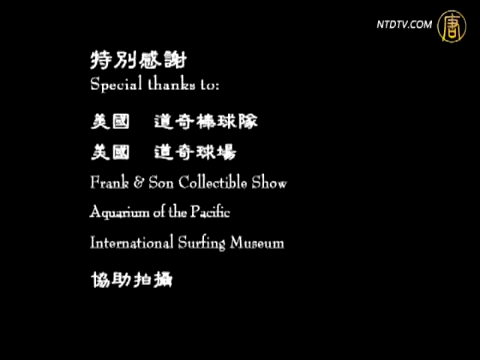 NTDTV.COM 唐
特別感謝
Special thanks to:
美國 道奇棒球隊
美國 道奇球場
Frank & Son Collectible Show
Aquarium of the Pacific
International Surfing Museum
協助拍攝